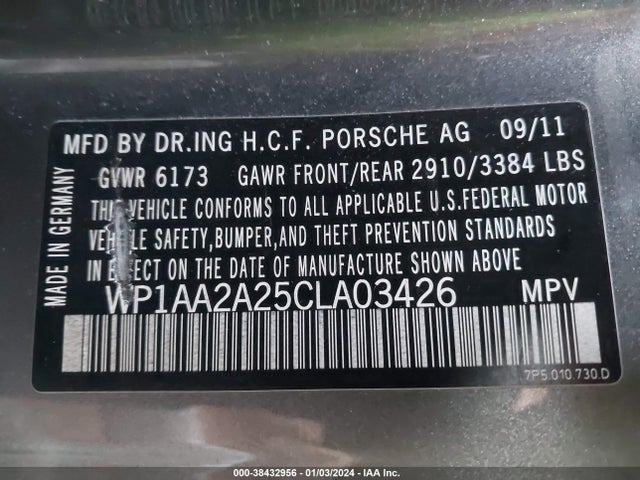 MFD BY DR.ING H.C.F. PORSCHE AG 09/11
GVWR 6173 GAWR FRONT/REAR 2910/3384 LBS
THIS VEHICLE CONFORMS TO ALL APPLICABLE U.S.FEDERAL MOTOR
VEHICLE SAFETY,BUMPER,AND THEFT PREVENTION STANDARDS
IN EFFECT ON THE DATE OF MANUFACTURE SHOWN ABOVE
WP1AA2A25CLA03426 MPV
MADE IN GERMANY
7P5.010.730.D
000-38432956 - 01/03/2024 - IAA Inc.